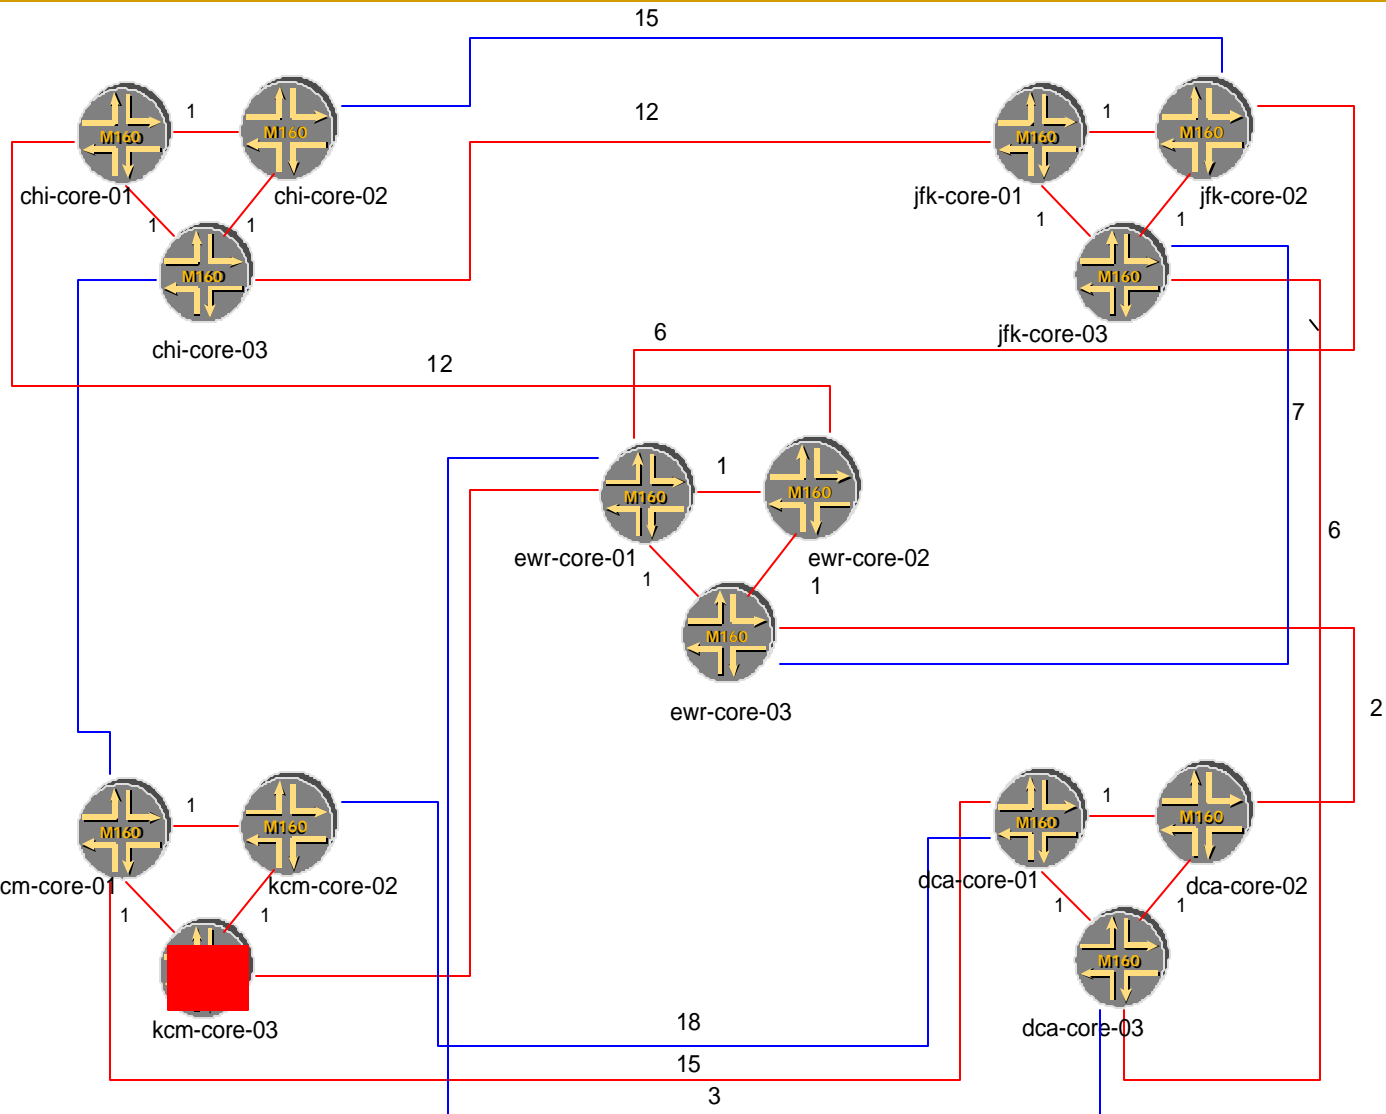 15
1
M160
M160
12
1
M160
M160
chi-core-01
chi-core-02
jfk-core-01
jfk-core-02
1
1
1
1
M160
M160
chi-core-03
jfk-core-03
6
12
7
1
M160
M160
6
ewr-core-01
ewr-core-02
1
1
M160
ewr-core-03
2
1
M160
M160
1
M160
M160
cm-core-01
kcm-core-02
dca-core-01
dca-core-02
1
1
1
1
M160
kcm-core-03
dca-core-03
18
15
3